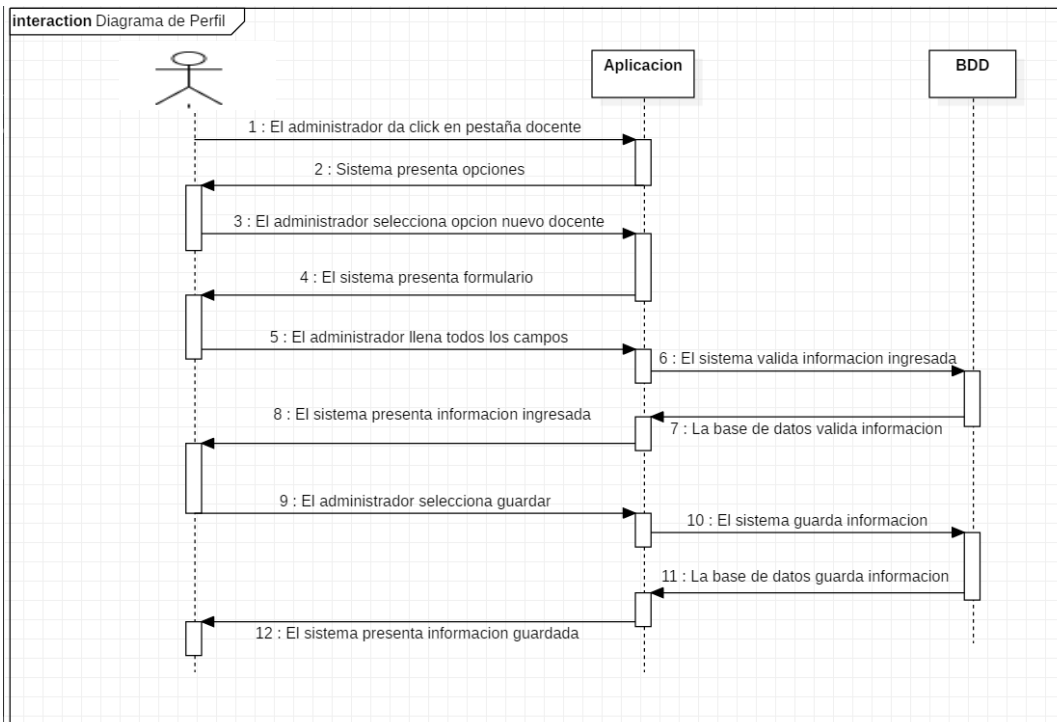 interaction Diagrama de Perfil
Aplicacion
BDD
1 : El administrador da click en pestaña docente
2 : Sistema presenta opciones
3 : El administrador selecciona opcion nuevo docente
4 : El sistema presenta formulario
5 : El administrador llena todos los campos
6 : El sistema valida informacion ingresada
7 : La base de datos valida informacion
8 : El sistema presenta informacion ingresada
9 : El administrador selecciona guardar
10 : El sistema guarda informacion
11 : La base de datos guarda informacion
12 : El sistema presenta informacion guardada